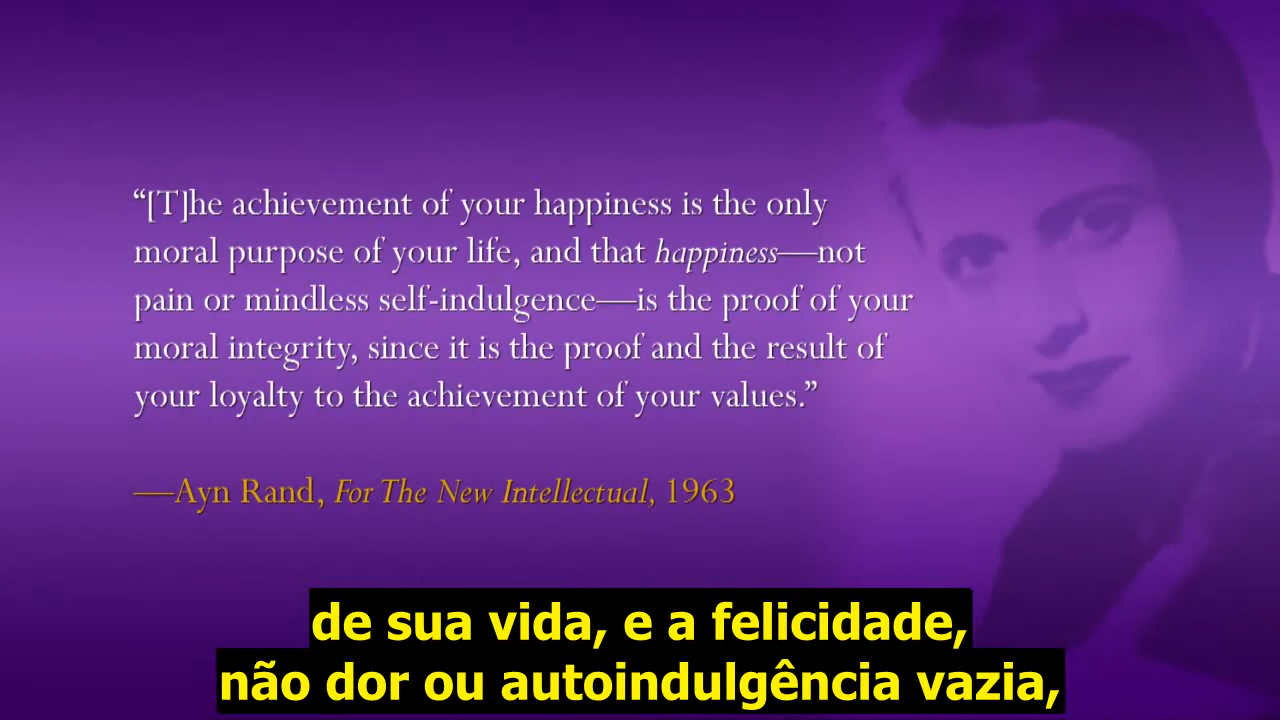 “[T]he achievement of your happiness is the only
moral purpose of your life, and that happiness—not
pain or mindless self-indulgence—is the proof of your
moral integrity, since it is the proof and the result of
your loyalty to the achievement of your values.”
—Ayn Rand, For The New Intellectual, 1963
de sua vida, e a felicidade,
não dor ou autoindulgência vazia,